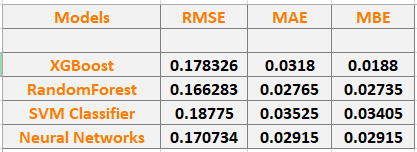 Models RMSE MAE MBE
XGBoost 0.178326 0.0318 0.0188
RandomForest 0.166283 0.02765 0.02735
SVM Classifier 0.18775 0.03525 0.03405
Neural Networks 0.170734 0.02915 0.02915